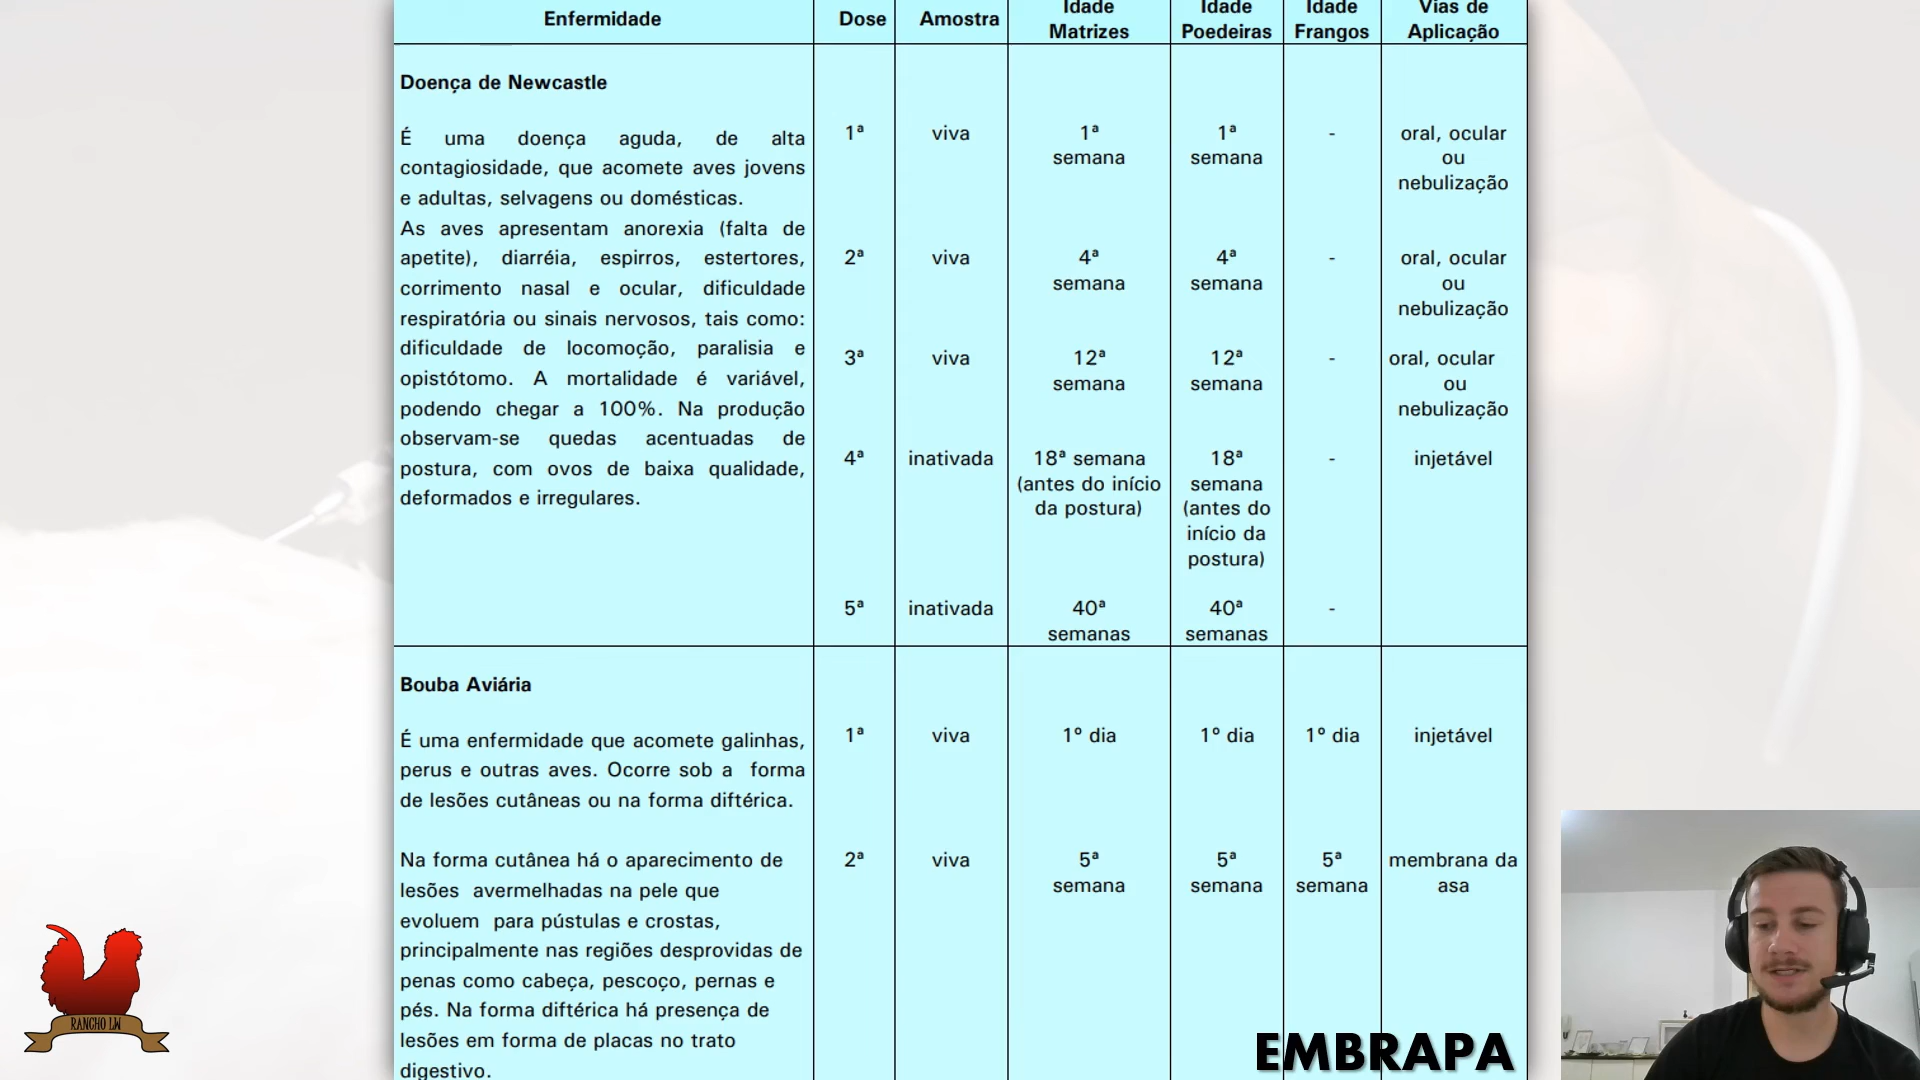 Enfermidade Dose Amostra Idade Matrizes Idade Poedeiras Idade Frangos Vias de Aplicação
Doença de Newcastle
É uma doença aguda, de alta
contagiosidade, que acomete aves jovens
e adultas, selvagens ou domésticas.
As aves apresentam anorexia (falta de
apetite), diarréia, espirros, estertores,
corrimento nasal e ocular, dificuldade
respiratória ou sinais nervosos, tais como:
dificuldade de locomoção, paralisia e
opistótomo. A mortalidade é variável,
podendo chegar a 100%. Na produção
observam-se quedas acentuadas de
postura, com ovos de baixa qualidade,
deformados e irregulares.
1ª viva 1ª semana 1ª semana - oral, ocular ou nebulização
2ª viva 4ª semana 4ª semana - oral, ocular ou nebulização
3ª viva 12ª semana 12ª semana - oral, ocular ou nebulização
4ª inativada 18ª semana (antes do início da postura) 18ª semana (antes do início da postura) - injetável
5ª inativada 40ª semanas 40ª semanas -
Bouba Aviária
É uma enfermidade que acomete galinhas,
perus e outras aves. Ocorre sob a forma
de lesões cutâneas ou na forma diftérica.
Na forma cutânea há o aparecimento de
lesões avermelhadas na pele que
evoluem para pústulas e crostas,
principalmente nas regiões desprovidas de
penas como cabeça, pescoço, pernas e
pés. Na forma diftérica há presença de
lesões em forma de placas no trato
digestivo.
1ª viva 1º dia 1º dia 1º dia injetável
2ª viva 5ª semana 5ª semana 5ª semana membrana da asa
RANCHO LW
EMBRAPA